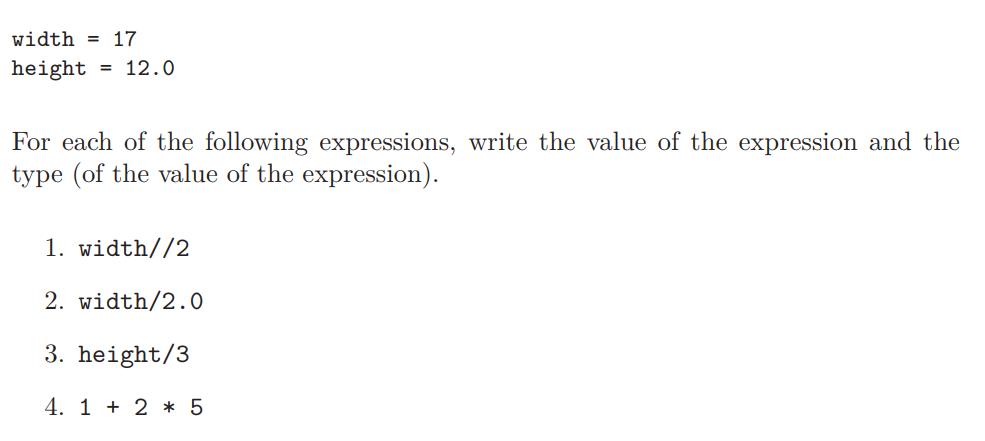 width = 17
height = 12.0
For each of the following expressions, write the value of the expression and the
type (of the value of the expression).
1. width//2
2. width/2.0
3. height/3
4. 1 + 2 * 5